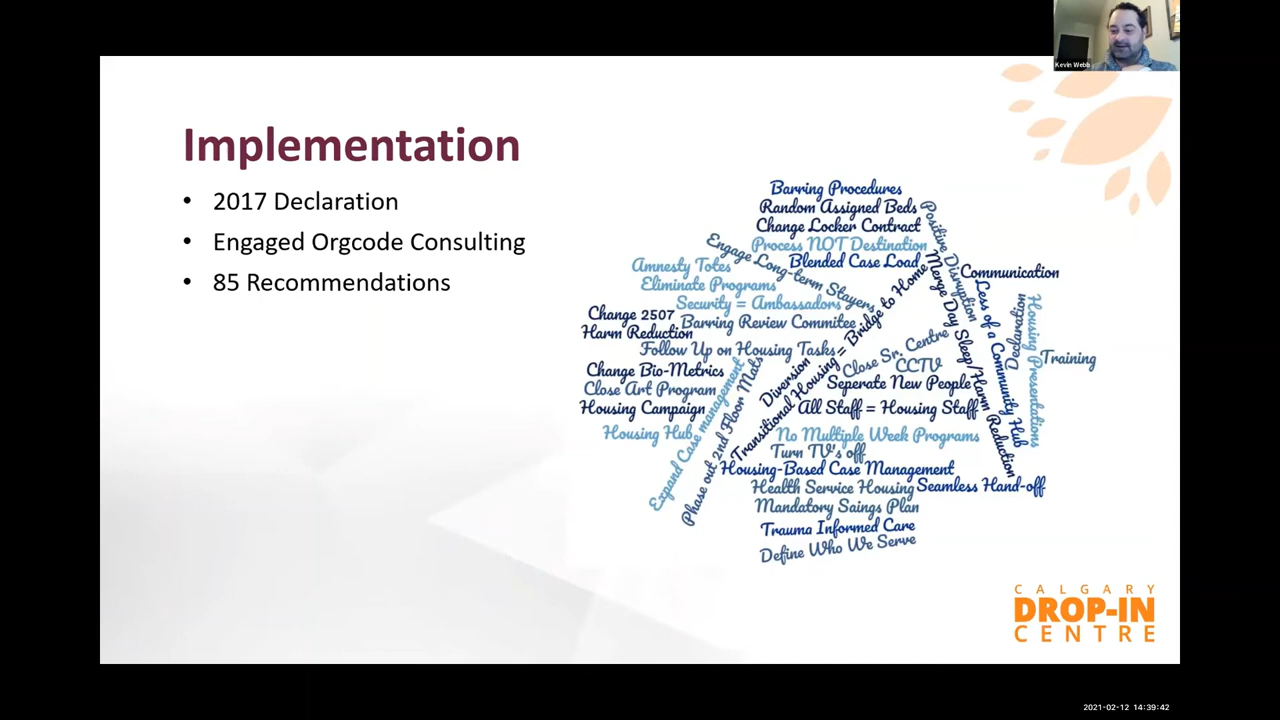 Kevin Webb
Implementation
• 2017 Declaration
• Engaged Orgcode Consulting
• 85 Recommendations
Barring Procedures
Random Assigned Beds
Change Locker Contract
Process NOT Destination
Blended Case Load
Engage Long-term Stayers
Positive Disruption
Amnesty Totes
Eliminate Programs
Security = Ambassadors
Communication
Change 2507
Barring Review Commitee
Harm Reduction
Follow Up on Housing Tasks
Transitional Housing = Bridge to Home
Merge Day Sleep/Harm Reduction
Less of a Community Hub
Declaration
Housing Presentations
Training
Close Sr. Centre
CCTV
Change Bio-Metrics
Close Art Program
Housing Campaign
Housing Hub
Expand Case management
Phase out 2nd Floor Mats
Diversion
Seperate New People
All Staff = Housing Staff
No Multiple Week Programs
Turn TV's off
Housing-Based Case Management
Health Service Housing
Seamless Hand-off
Mandatory Saings Plan
Trauma Informed Care
Define Who We Serve
CALGARY
DROP-IN
CENTRE
2021-02-12 14:39:42